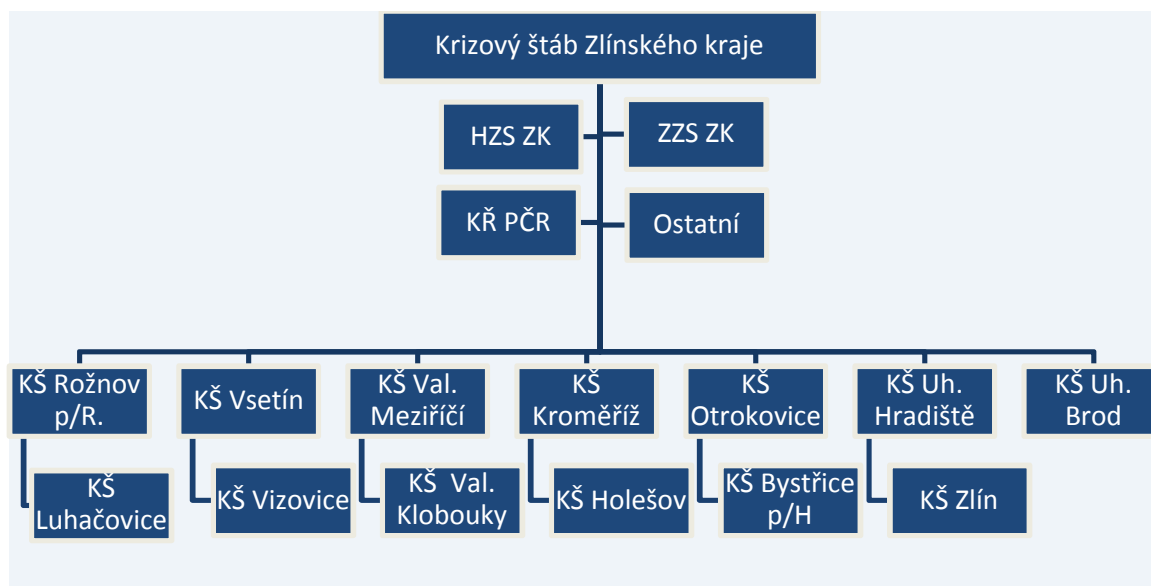 Krizový štáb Zlínského kraje
HZS ZK
ZZS ZK
KŘ PČR
Ostatní
KŠ Rožnov
p/R.
KŠ Vsetín
KŠ Val.
Meziříčí
KŠ
Kroměříž
KŠ
Otrokovice
KŠ Uh.
Hradiště
KŠ Uh.
Brod
KŠ
Luhačovice
KŠ Vizovice
KŠ  Val.
Klobouky
KŠ Holešov
KŠ Bystřice
p/H
KŠ Zlín